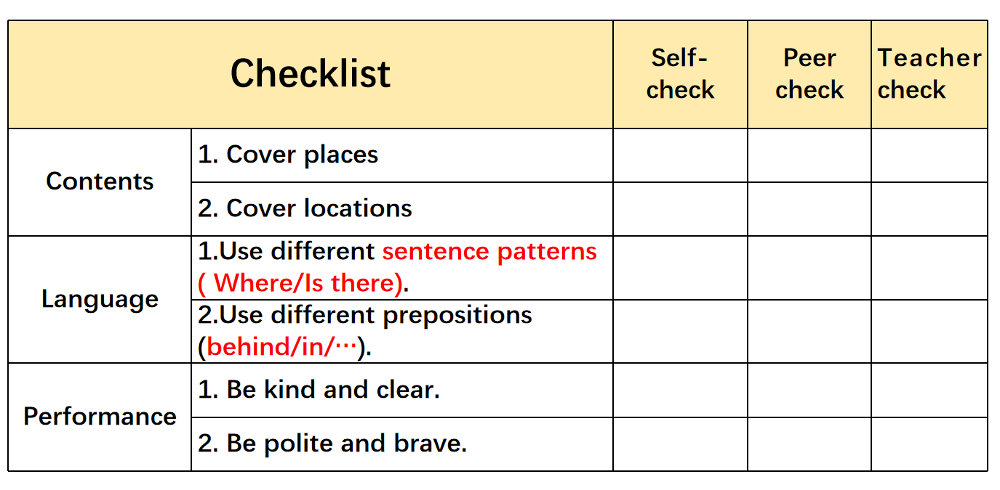 Checklist
Self-
check
Peer
check
Teacher
check
Contents
1. Cover places
2. Cover locations
Language
1.Use different sentence patterns
( Where/Is there).
2.Use different prepositions
(behind/in/···).
Performance
1. Be kind and clear.
2. Be polite and brave.